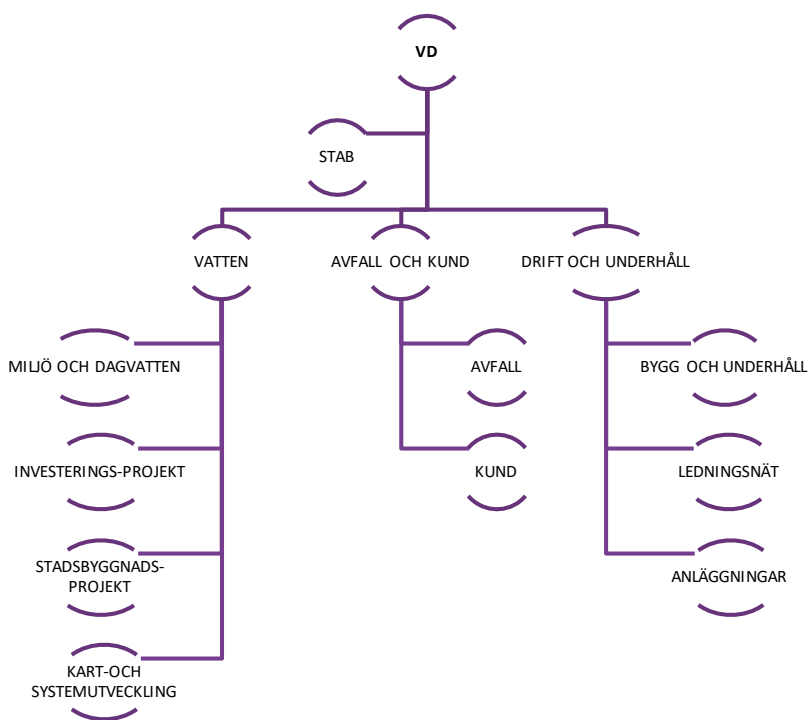 VD
STAB
VATTEN
AVFALL OCH KUND
DRIFT OCH UNDERHÅLL
MILJÖ OCH DAGVATTEN
AVFALL
BYGG OCH UNDERHÅLL
INVESTERINGS-PROJEKT
KUND
LEDNINGSNÄT
STADSBYGGNADS-
PROJEKT
ANLÄGGNINGAR
KART-OCH
SYSTEMUTVECKLING